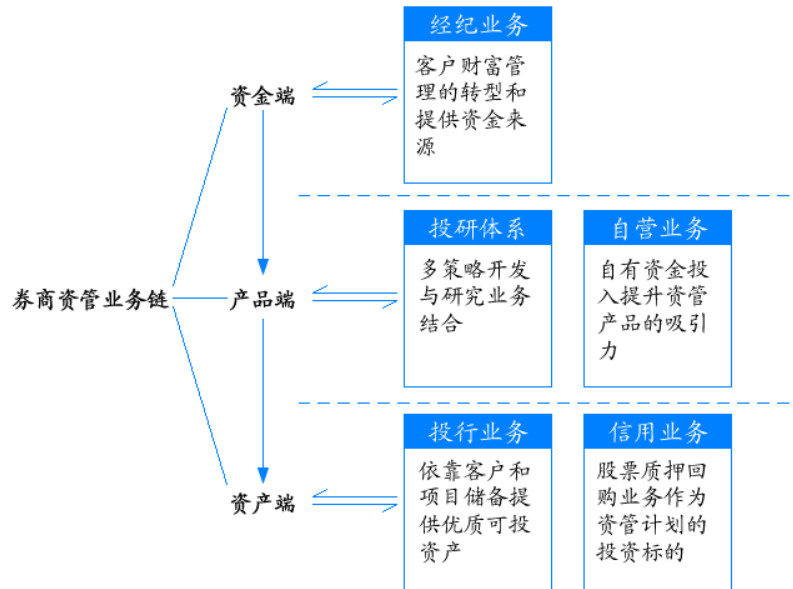 经纪业务
客户财富管
理的转型和
提供资金来
源
资金端
投研体系
多策略开发
与研究业务
结合
自营业务
自有资金投
入提升资管
产品的吸引
力
券商资管业务链
产品端
投行业务
依靠客户和
项目储备提
供优质可投
资产
信用业务
股票质押回
购业务作为
资管计划的
投资标的
资产端